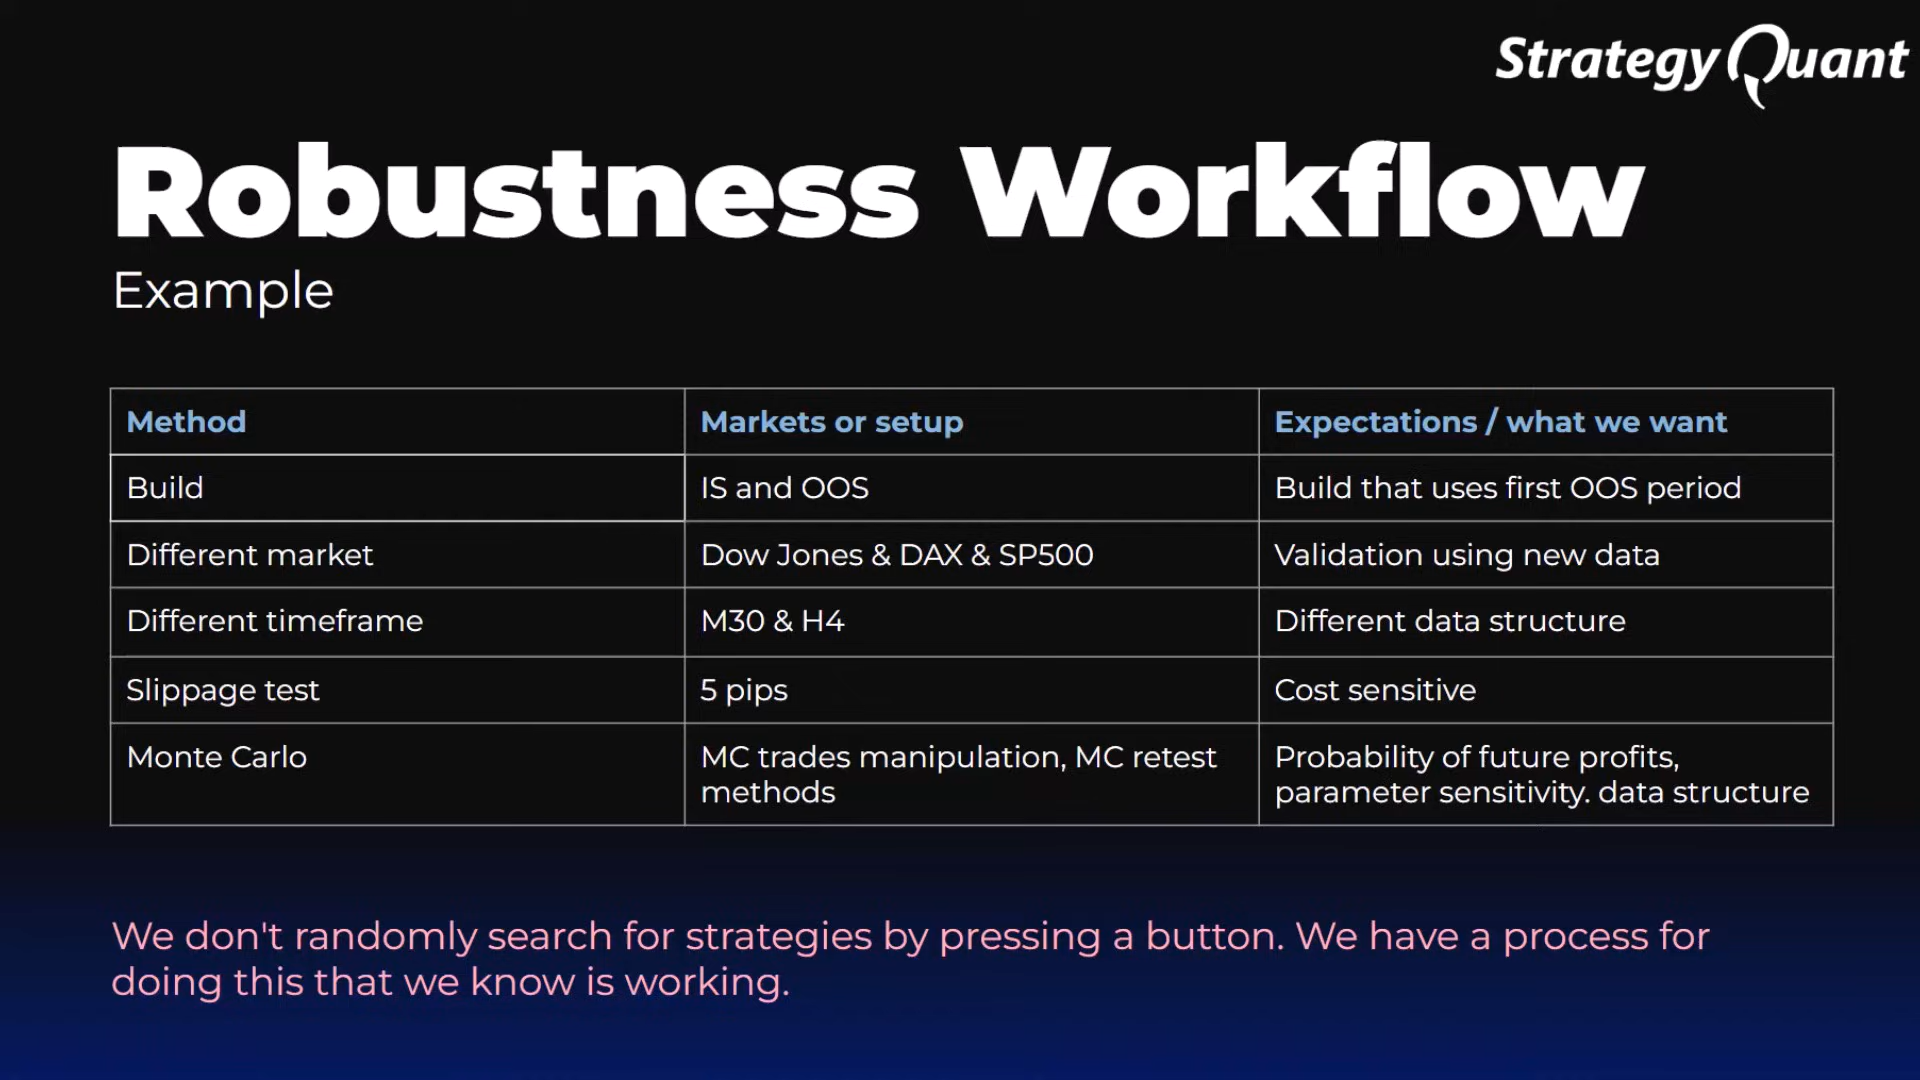 StrategyQuant
Robustness Workflow
Example
Method
Markets or setup
Expectations / what we want
Build
IS and OOS
Build that uses first OOS period
Different market
Dow Jones & DAX & SP500
Validation using new data
Different timeframe
M30 & H4
Different data structure
Slippage test
5 pips
Cost sensitive
Monte Carlo
MC trades manipulation, MC retest
methods
Probability of future profits,
parameter sensitivity. data structure
We don't randomly search for strategies by pressing a button. We have a process for
doing this that we know is working.